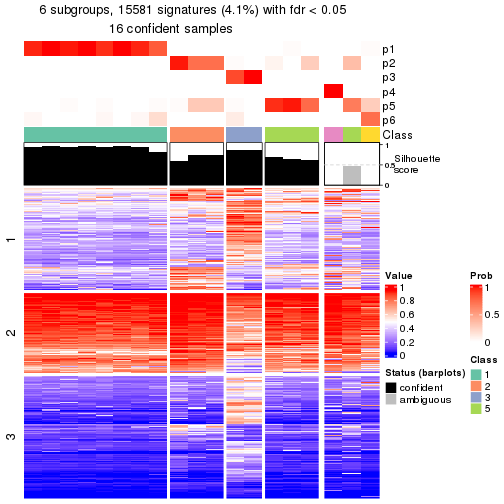 6 subgroups, 15581 signatures (4.1%) with fdr < 0.05
16 confident samples
p1
p2
p3
p4
p5
p6
Class
1
0.5
0
Silhouette
score
1
2
3
Value
1
0.8
0.6
0.4
0.2
0
Status (barplots)
confident
ambiguous
Prob
1
0.5
0
Class
1
2
3
5